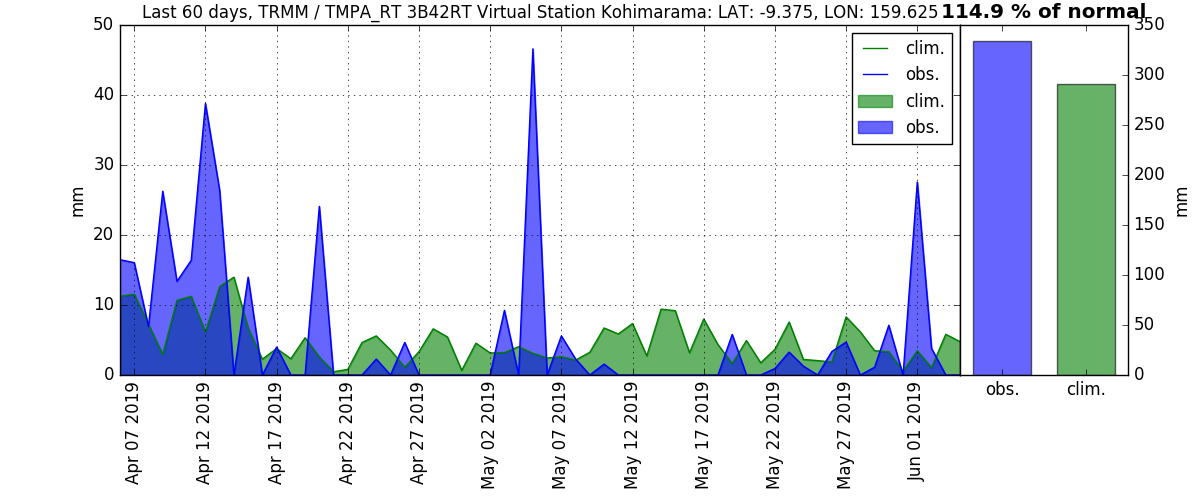 Last 60 days, TRMM / TMPA_RT 3B42RT Virtual Station Kohimarama: LAT: -9.375, LON: 159.625
114.9 % of normal
clim.
obs.
clim.
obs.
50
40
30
20
10
0
mm
Apr 07 2019
Apr 12 2019
Apr 17 2019
Apr 22 2019
Apr 27 2019
May 02 2019
May 07 2019
May 12 2019
May 17 2019
May 22 2019
May 27 2019
Jun 01 2019
350
300
250
200
150
100
50
0
mm
obs.
clim.